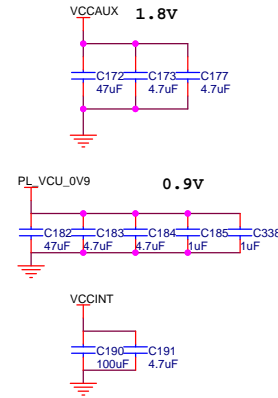 VCCAUX 1.8V
C172 C173 C177
47uF 4.7uF 4.7uF
PL_VCU_0V9 0.9V
C182 C183 C184 C185 C338
47uF 4.7uF 4.7uF 1uF 1uF
VCCINT
C190 C191
100uF 4.7uF